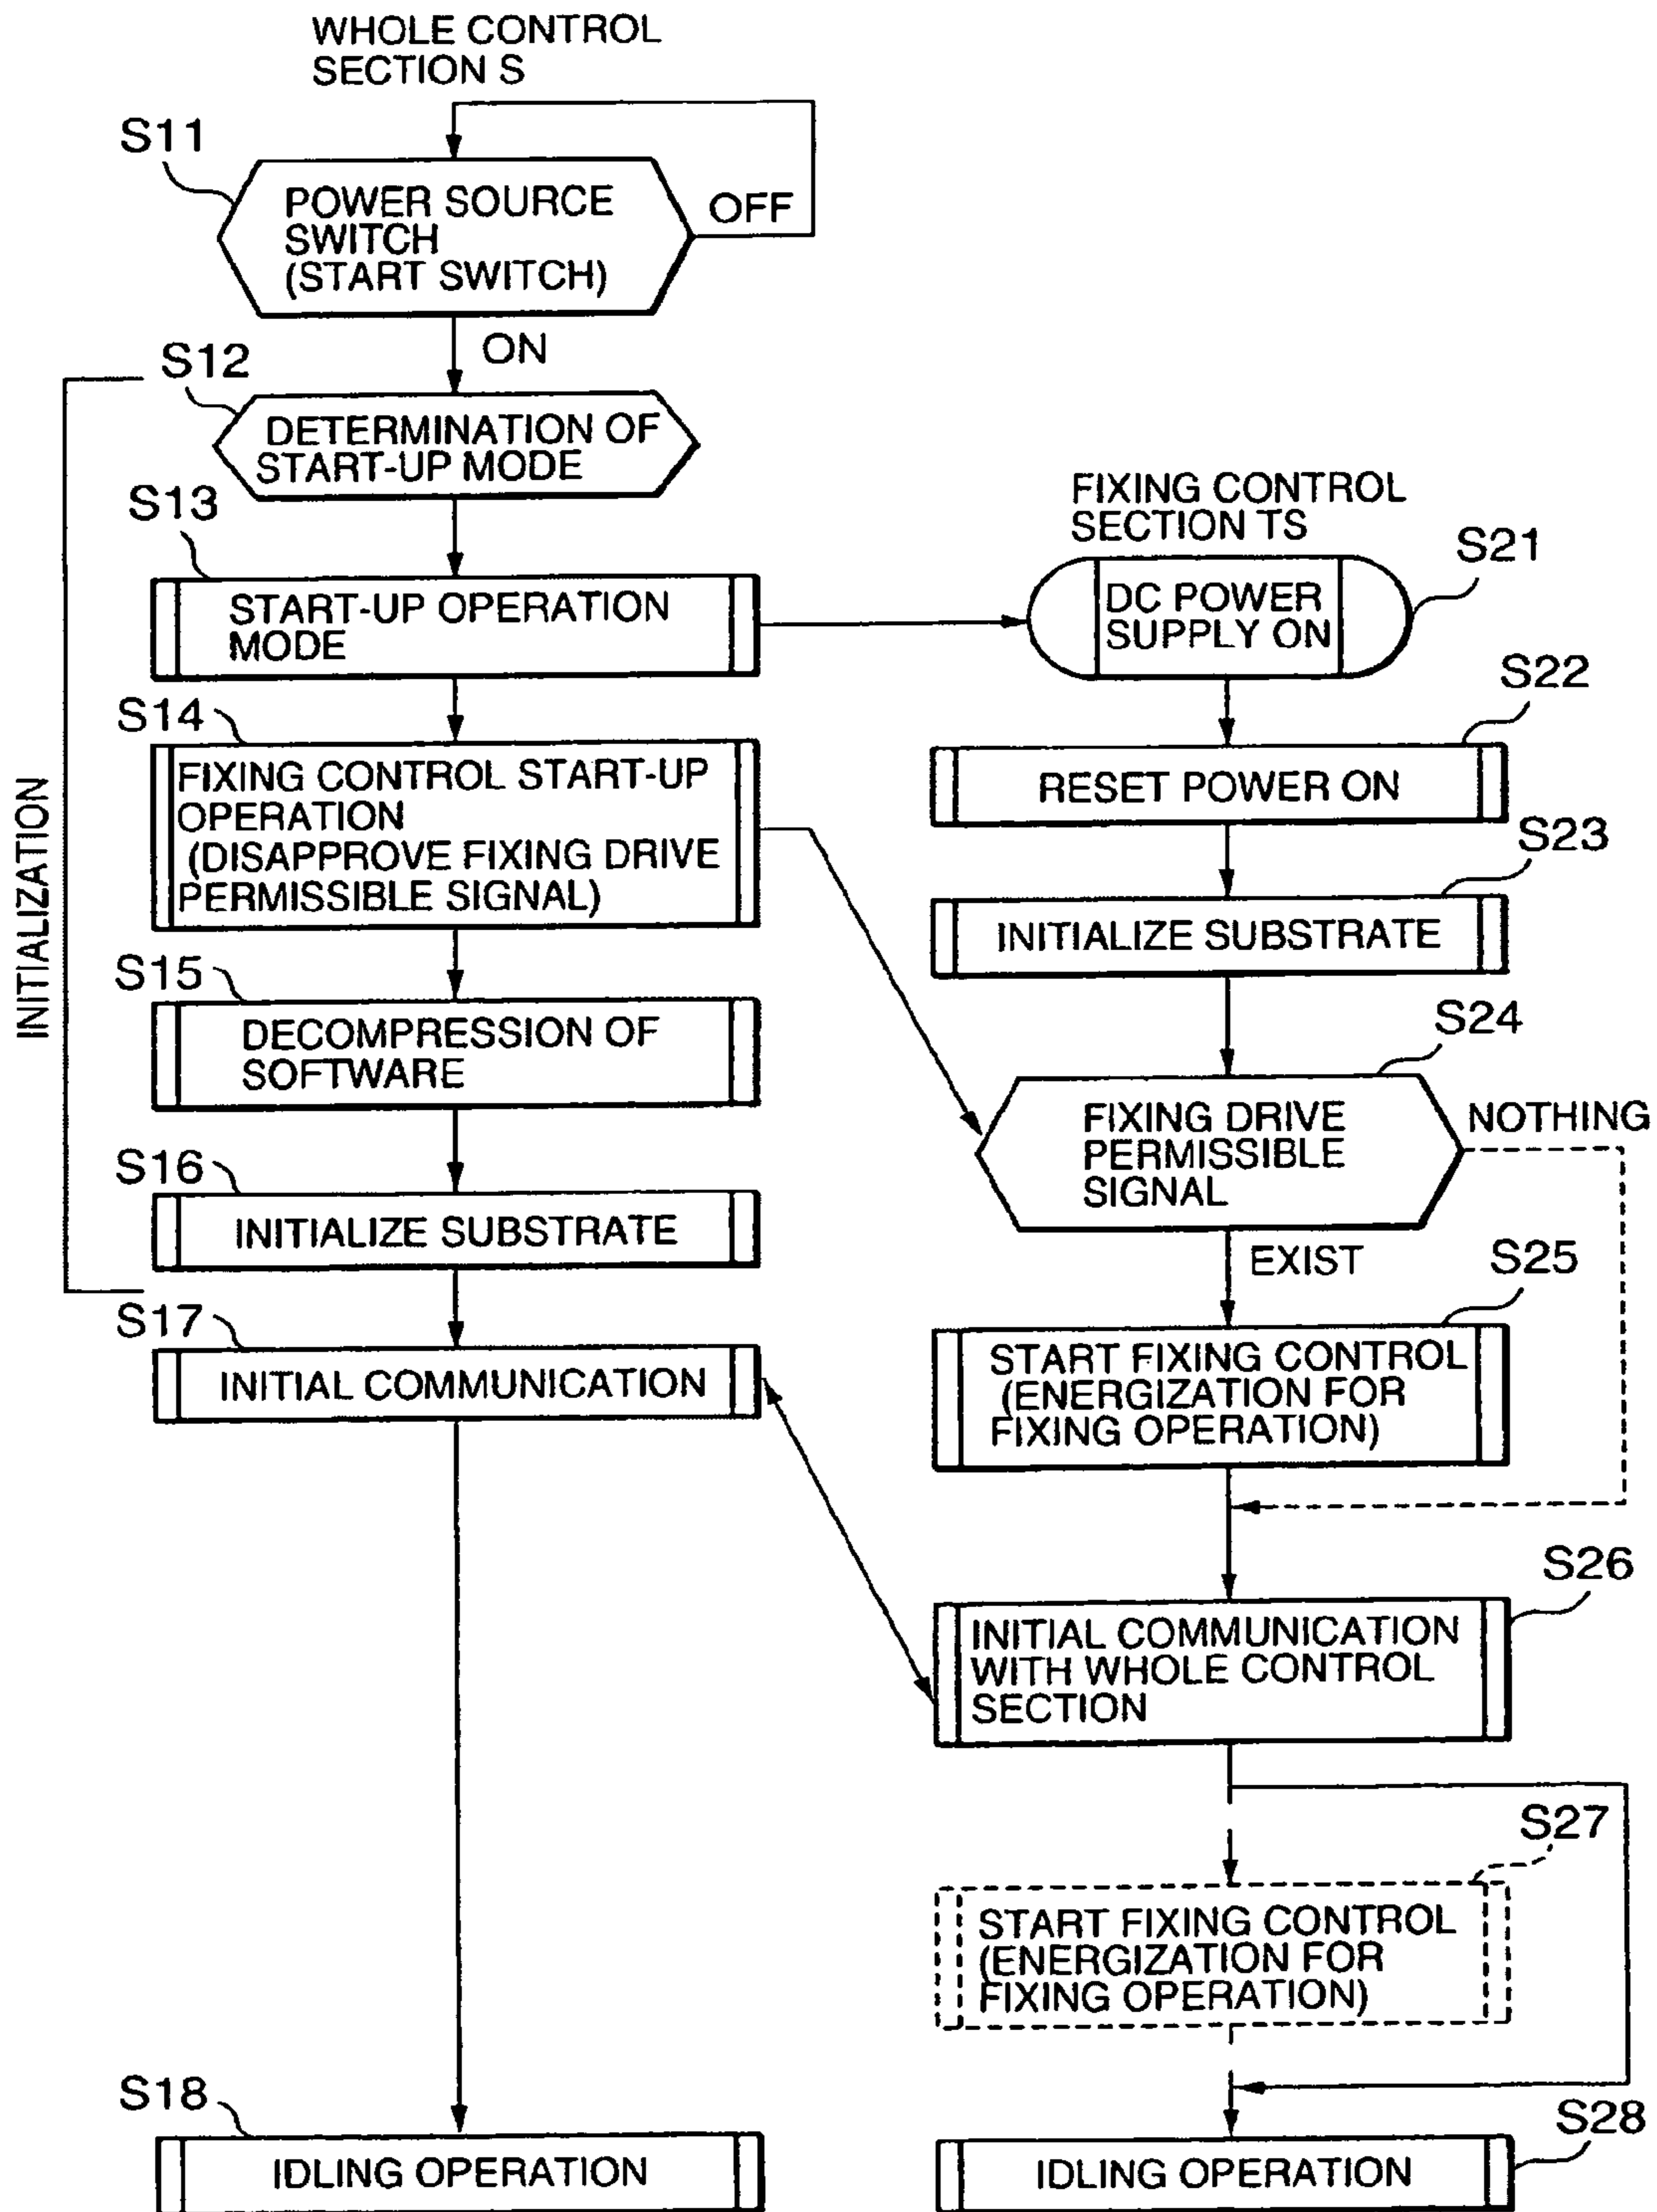 WHOLE CONTROL
SECTION S
S11
POWER SOURCE
SWITCH
(START SWITCH)
OFF
ON
S12
DETERMINATION OF
START-UP MODE
S13
START-UP OPERATION
MODE
S14
FIXING CONTROL START-UP
OPERATION
(DISAPPROVE FIXING DRIVE
PERMISSIBLE SIGNAL)
S15
DECOMPRESSION OF
SOFTWARE
S16
INITIALIZE SUBSTRATE
INITIALIZATION
S17
INITIAL COMMUNICATION
S18
IDLING OPERATION
FIXING CONTROL
SECTION TS
S21
DC POWER
SUPPLY ON
S22
RESET POWER ON
S23
INITIALIZE SUBSTRATE
S24
FIXING DRIVE
PERMISSIBLE
SIGNAL
NOTHING
EXIST
S25
START FIXING CONTROL
(ENERGIZATION FOR
FIXING OPERATION)
S26
INITIAL COMMUNICATION
WITH WHOLE CONTROL
SECTION
S27
START FIXING CONTROL
(ENERGIZATION FOR
FIXING OPERATION)
S28
IDLING OPERATION